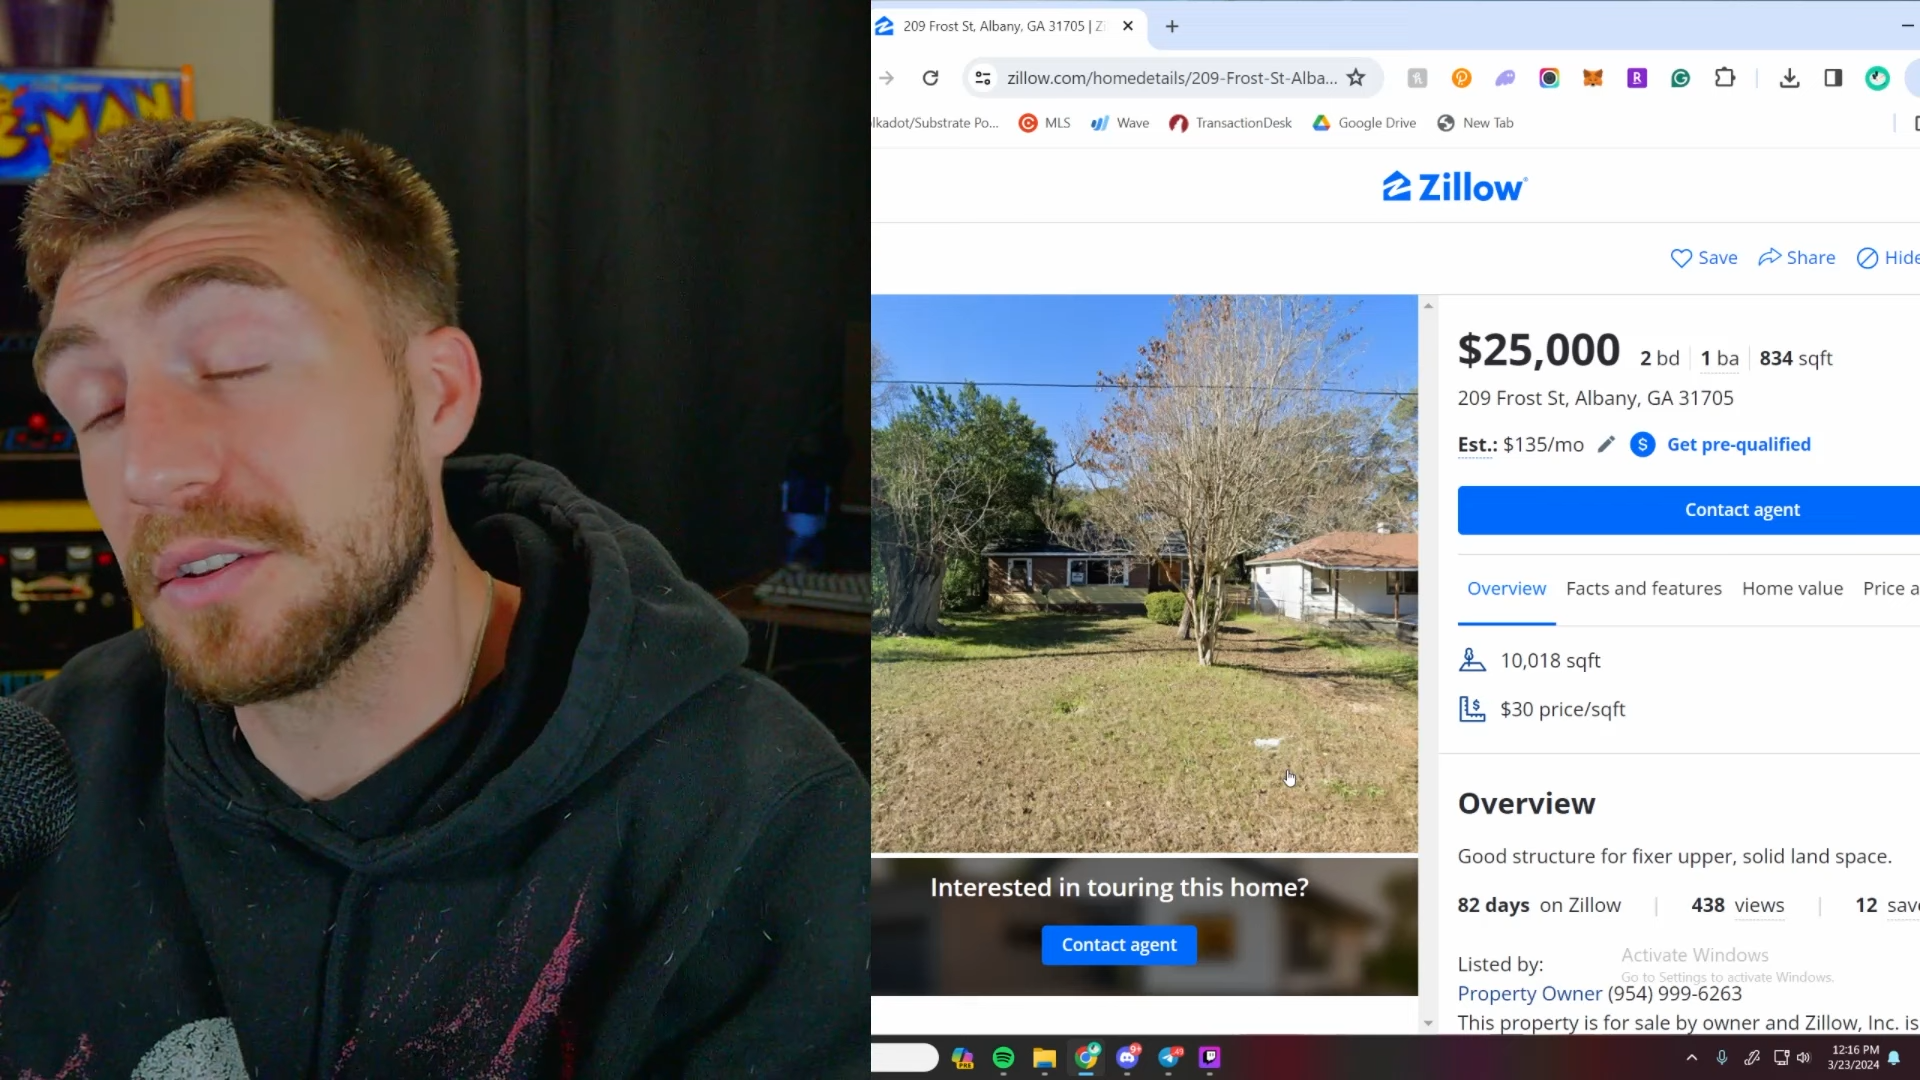 MAN
209 Frost St, Albany, GA 31705 | Z
zillow.com/homedetails/209-Frost-St-Alba...
lkadot/Substrate Po...
MLS
Wave
TransactionDesk
Google Drive
New Tab
Zillow
Save
Share
Hide
$25,000
2 bd
1 ba
834 sqft
209 Frost St, Albany, GA 31705
Est.: $135/mo
$
Get pre-qualified
Contact agent
Overview
Facts and features
Home value
Price a
10,018 sqft
$30 price/sqft
Overview
Good structure for fixer upper, solid land space.
82 days on Zillow
438 views
12 save
Interested in touring this home?
Contact agent
Activate Windows
Go to Settings to activate Windows.
Listed by:
Property Owner (954) 999-6263
This property is for sale by owner and Zillow, Inc. is
PRE
9+
12:16 PM
3/23/2024